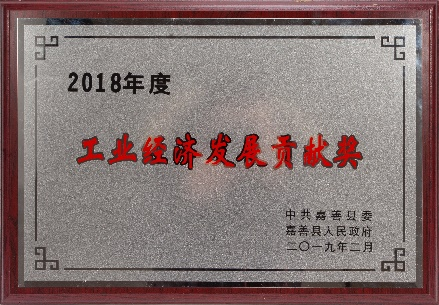 2018年度
工业经济发展贡献奖
中共嘉善县委
嘉善县人民政府
二〇一九年二月